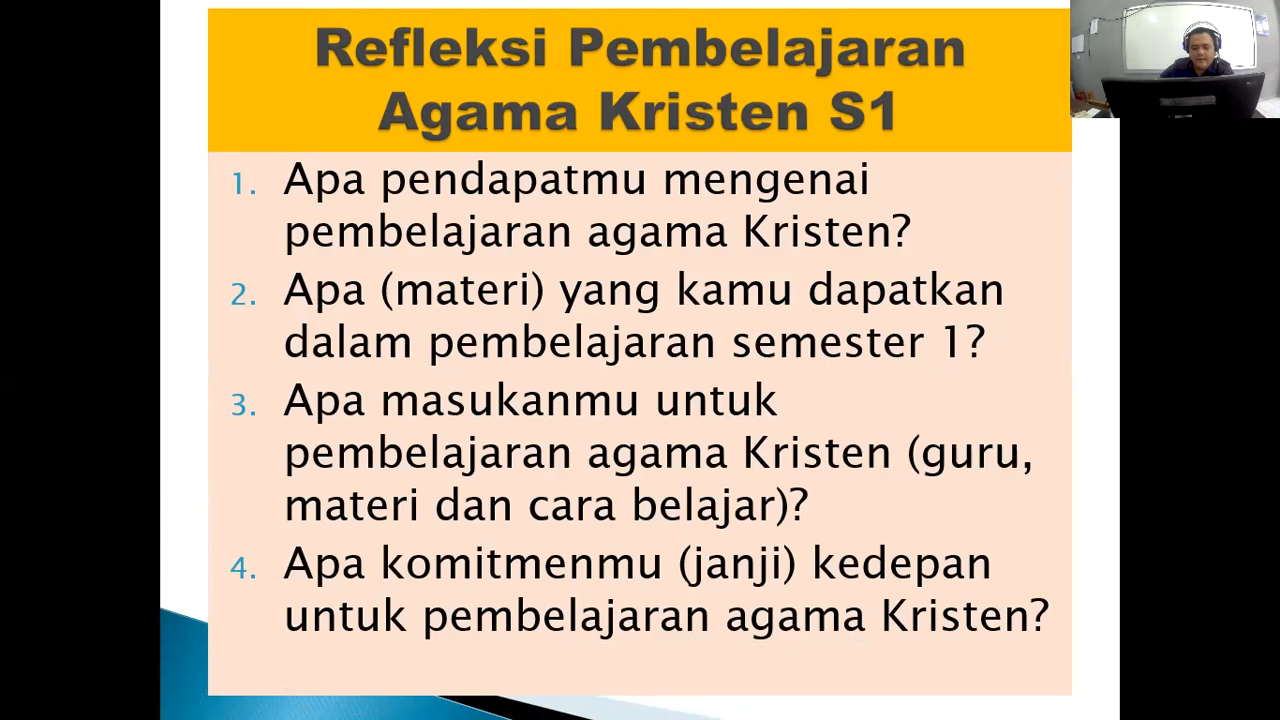 Refleksi Pembelajaran
Agama Kristen S1
1. Apa pendapatmu mengenai
pembelajaran agama Kristen?
2. Apa (materi) yang kamu dapatkan
dalam pembelajaran semester 1?
3. Apa masukanmu untuk
pembelajaran agama Kristen (guru,
materi dan cara belajar)?
4. Apa komitmenmu (janji) kedepan
untuk pembelajaran agama Kristen?